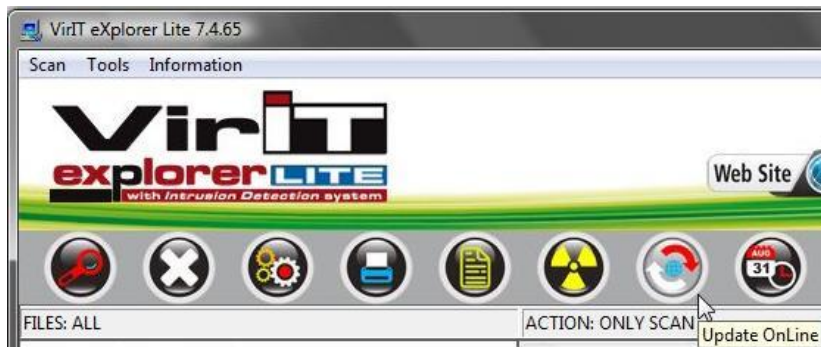 VirIT eXplorer Lite 7.4.65
Scan Tools Information
VirIT
explorer LITE
with Intrusion Detection system
Web Site
AUG
31
FILES: ALL
ACTION: ONLY SCAN
Update OnLine